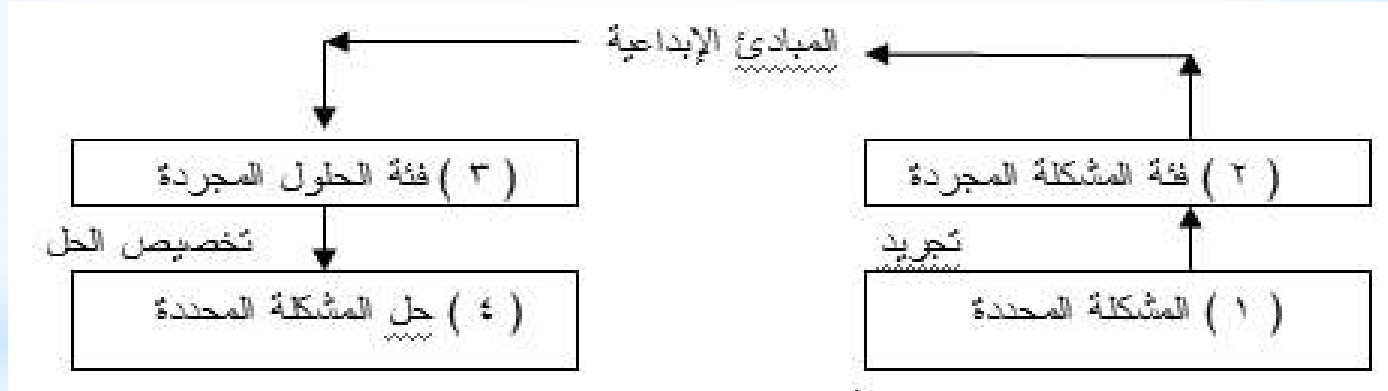 المبادئ الإبداعية
( ٢ ) فئة المشكلة المجردة
( ٣ ) فئة الحلول المجردة
تجريد
تخصيص الحل
( ١ ) المشكلة المحددة
( ٤ ) حل المشكلة المحددة